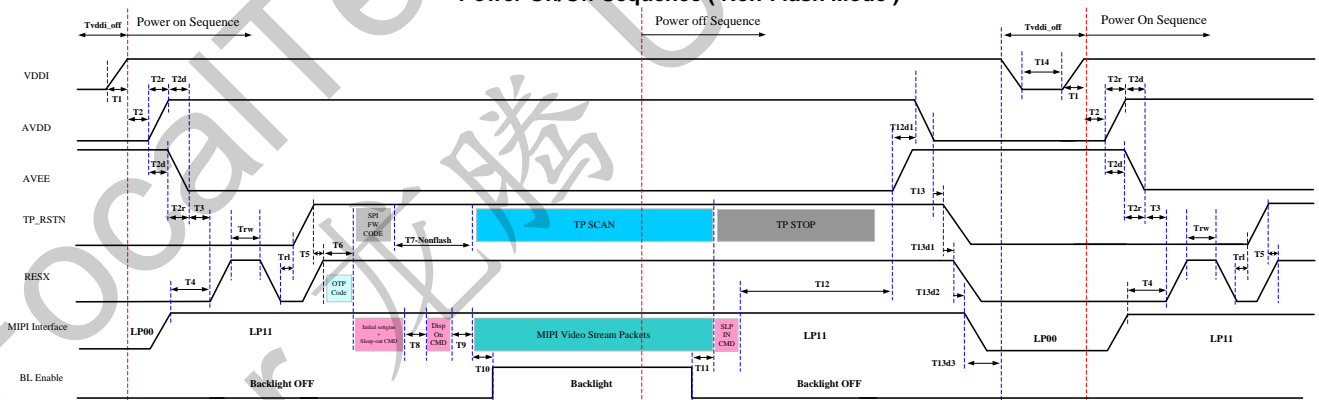 Power On/Off Sequence ( Non-Flash Mode )
Tvddi_off
Power on Sequence
Power off Sequence
Tvddi_off
Power On Sequence
VDDI
T1
T2r
T2d
T14
T1
T2r
T2d
AVDD
T2
T12d1
T2
AVEE
T2d
T13
T2d
TP_RSTN
T2r
T3
Trw
SPI
FW
CODE
TP SCAN
TP STOP
T2r
T3
Trw
T5
T6
T7-Nonflash
T13d1
T5
RESX
T4
Trl
OTP
Code
T12
T13d2
T4
Trl
MIPI Interface
LP00
LP11
Initial settgins
+
Sleep-out CMD
T8
Disp
On
CMD
T9
MIPI Video Stream Packets
SLP
IN
CMD
LP11
LP00
LP11
T10
T11
T13d3
BL Enable
Backlight OFF
Backlight
Backlight OFF
龙腾
FocalTe